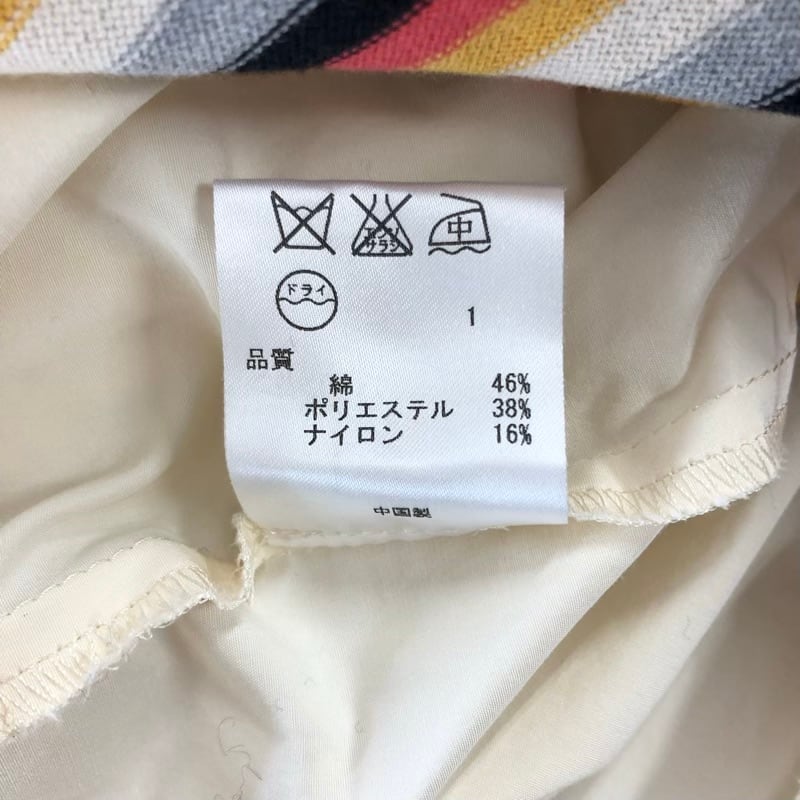 エンソ
サラシ
中
ドライ
1
品質
綿 46%
ポリエステル 38%
ナイロン 16%
中国製